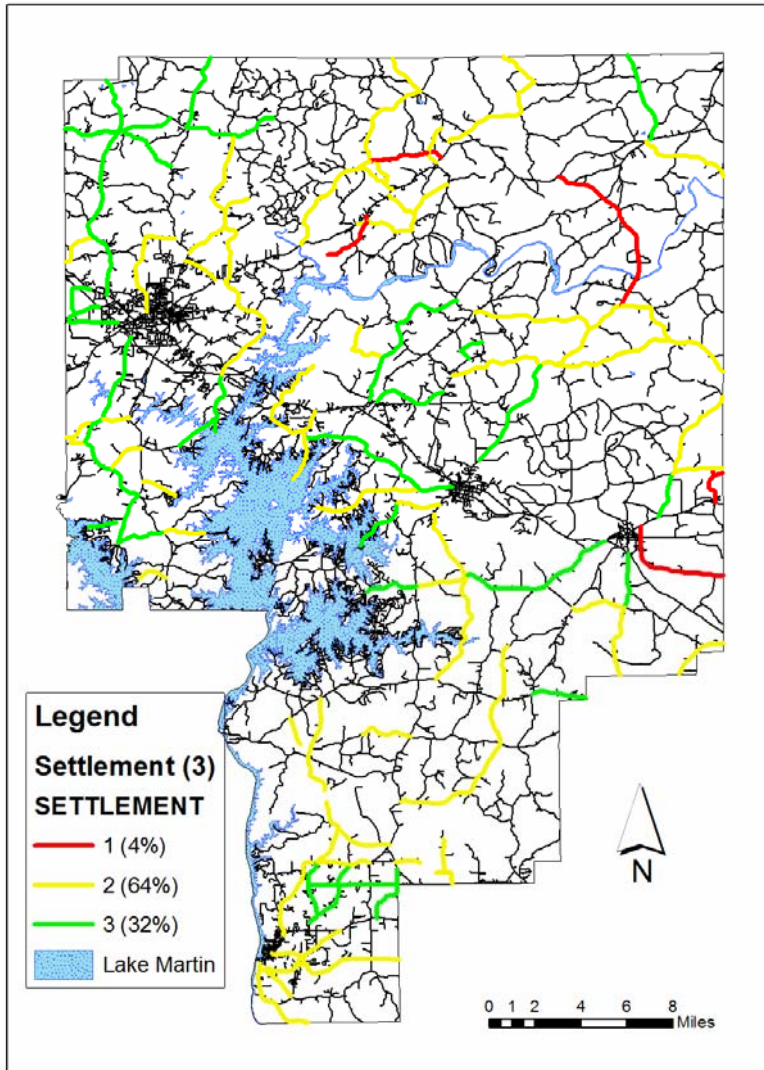 Legend
Settlement (3)
SETTLEMENT
1 (4%)
2 (64%)
3 (32%)
Lake Martin
N
0 1 2 4 6 8
Miles